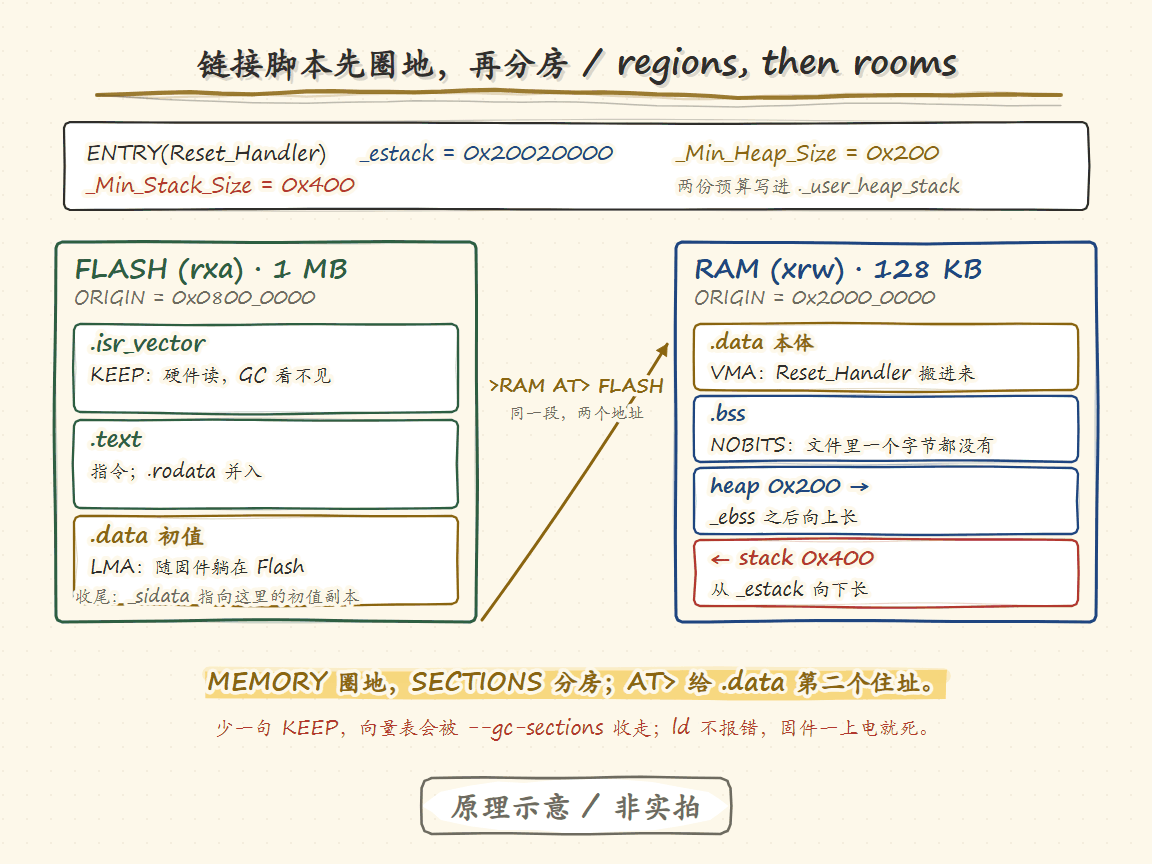 链接脚本先圈地，再分房 / regions, then rooms
ENTRY(Reset_Handler) _estack = 0x20020000 _Min_Heap_Size = 0x200
_Min_Stack_Size = 0x400 两份预算写进 ._user_heap_stack
FLASH (rxa) · 1 MB
ORIGIN = 0x0800_0000
.isr_vector
KEEP：硬件读，GC 看不见
.text
指令；.rodata 并入
.data 初值
LMA：随固件躺在 Flash
收尾：_sidata 指向这里的初值副本
>RAM AT> FLASH
同一段，两个地址
RAM (xrw) · 128 KB
ORIGIN = 0x2000_0000
.data 本体
VMA：Reset_Handler 搬进来
.bss
NOBITS：文件里一个字节都没有
heap 0x200 →
_ebss 之后向上长
← stack 0x400
从 _estack 向下长
MEMORY 圈地，SECTIONS 分房；AT> 给 .data 第二个住址。
少一句 KEEP，向量表会被 --gc-sections 收走；ld 不报错，固件一上电就死。
原理示意 / 非实拍